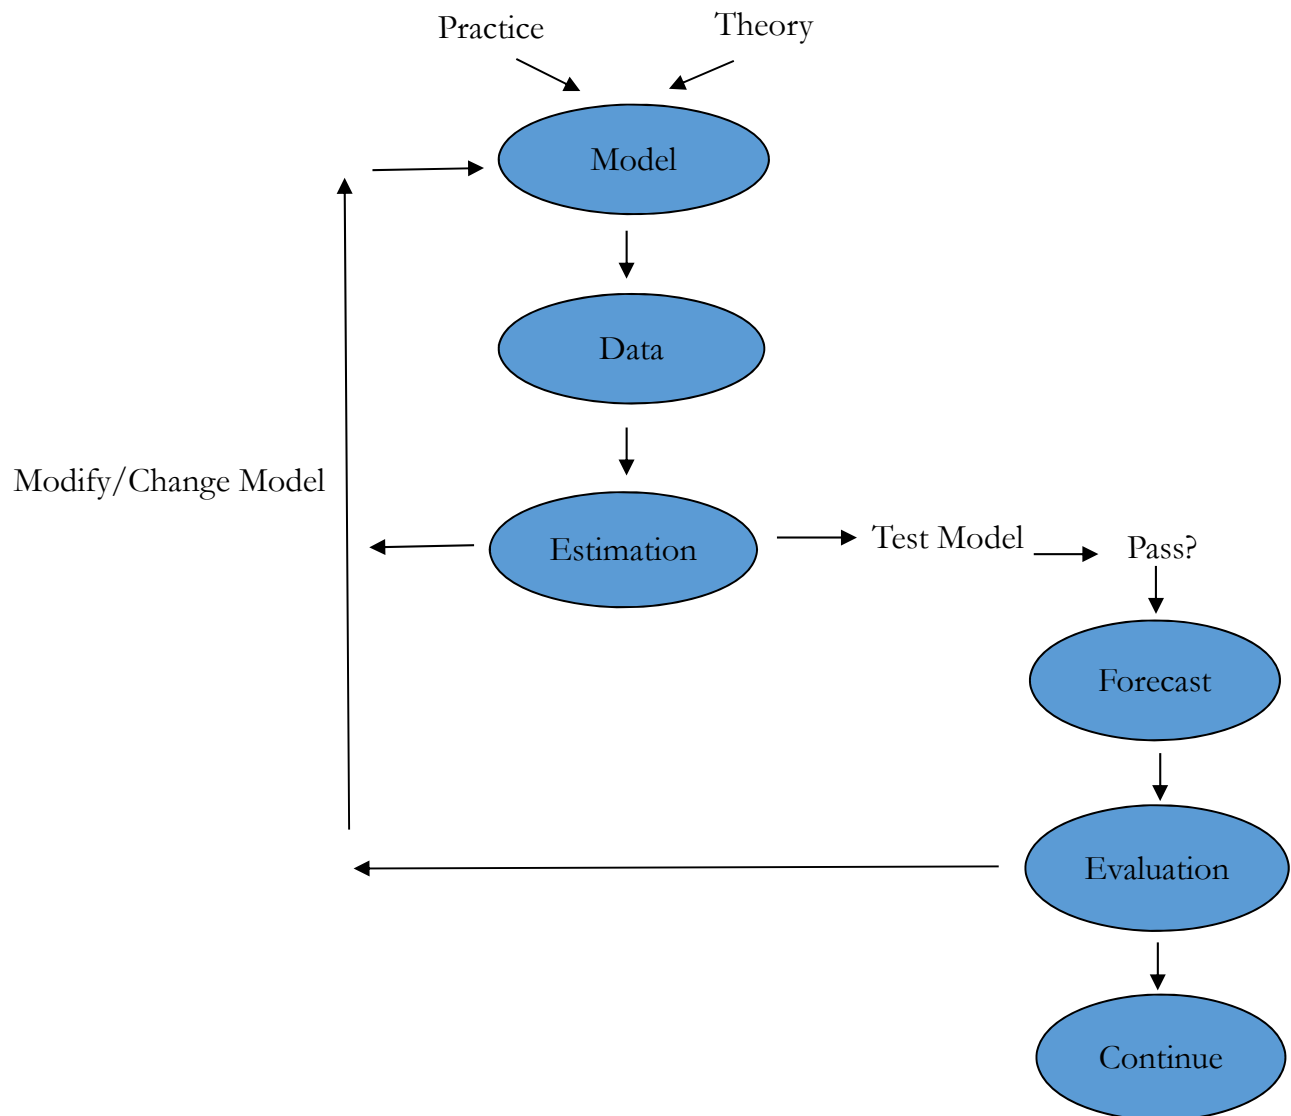 Practice
Theory
Model
Data
Modify/Change Model
Estimation
Test Model
Pass?
Forecast
Evaluation
Continue